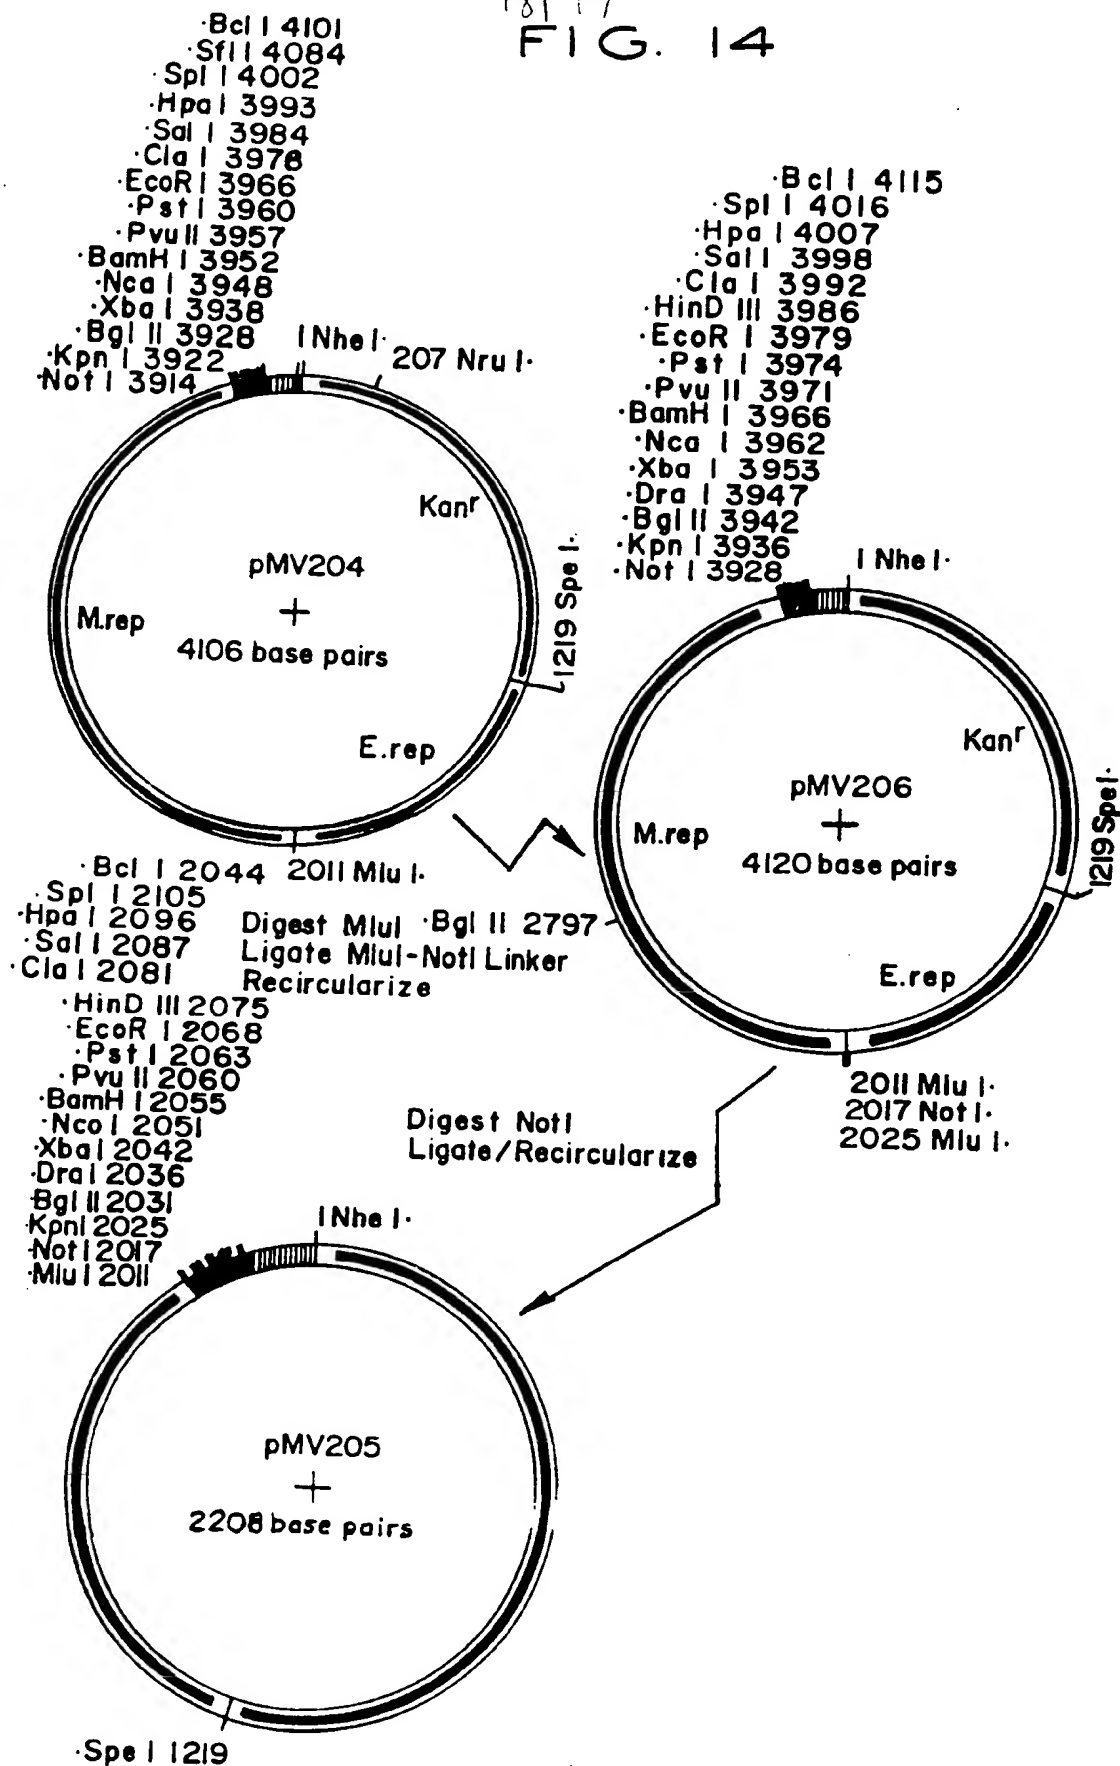 FIG. 14
·Bcl I 4101
·SfiI 4084
·Spl I 4002
·Hpa I 3993
·Sal I 3984
·Cla I 3978
·EcoR I 3966
·Pst I 3960
·Pvu II 3957
·BamH I 3952
·Nca I 3948
·Xba I 3938
·Bgl II 3928
·Kpn I 3922
·Not I 3914
1 Nhe I·
207 Nru I·
Kanʳ
pMV204
+
4106 base pairs
M.rep
E.rep
1219 Spe I·
2011 Mlu I·
·Bcl I 4115
·Spl I 4016
·Hpa I 4007
·Sal I 3998
·Cla I 3992
·HinD III 3986
·EcoR I 3979
·Pst I 3974
·Pvu II 3971
·BamH I 3966
·Nca I 3962
·Xba I 3953
·Dra I 3947
·Bgl II 3942
·Kpn I 3936
·Not I 3928
1 Nhe I·
Kanʳ
pMV206
+
4120 base pairs
M.rep
E.rep
1219 Spe I·
·Bgl II 2797
2011 Mlu I·
2017 Not I·
2025 Mlu I·
Digest MluI
Ligate MluI-NotI Linker
Recircularize
·Bcl I 2044
·Spl I 2105
·Hpa I 2096
·Sal I 2087
·Cla I 2081
·HinD III 2075
·EcoR I 2068
·Pst I 2063
·Pvu II 2060
·BamH I 2055
·Nco I 2051
·Xba I 2042
·Dra I 2036
·Bgl II 2031
·KpnI 2025
·Not I 2017
·Mlu I 2011
Digest NotI
Ligate/Recircularize
1 Nhe I·
pMV205
+
2208 base pairs
·Spe I 1219